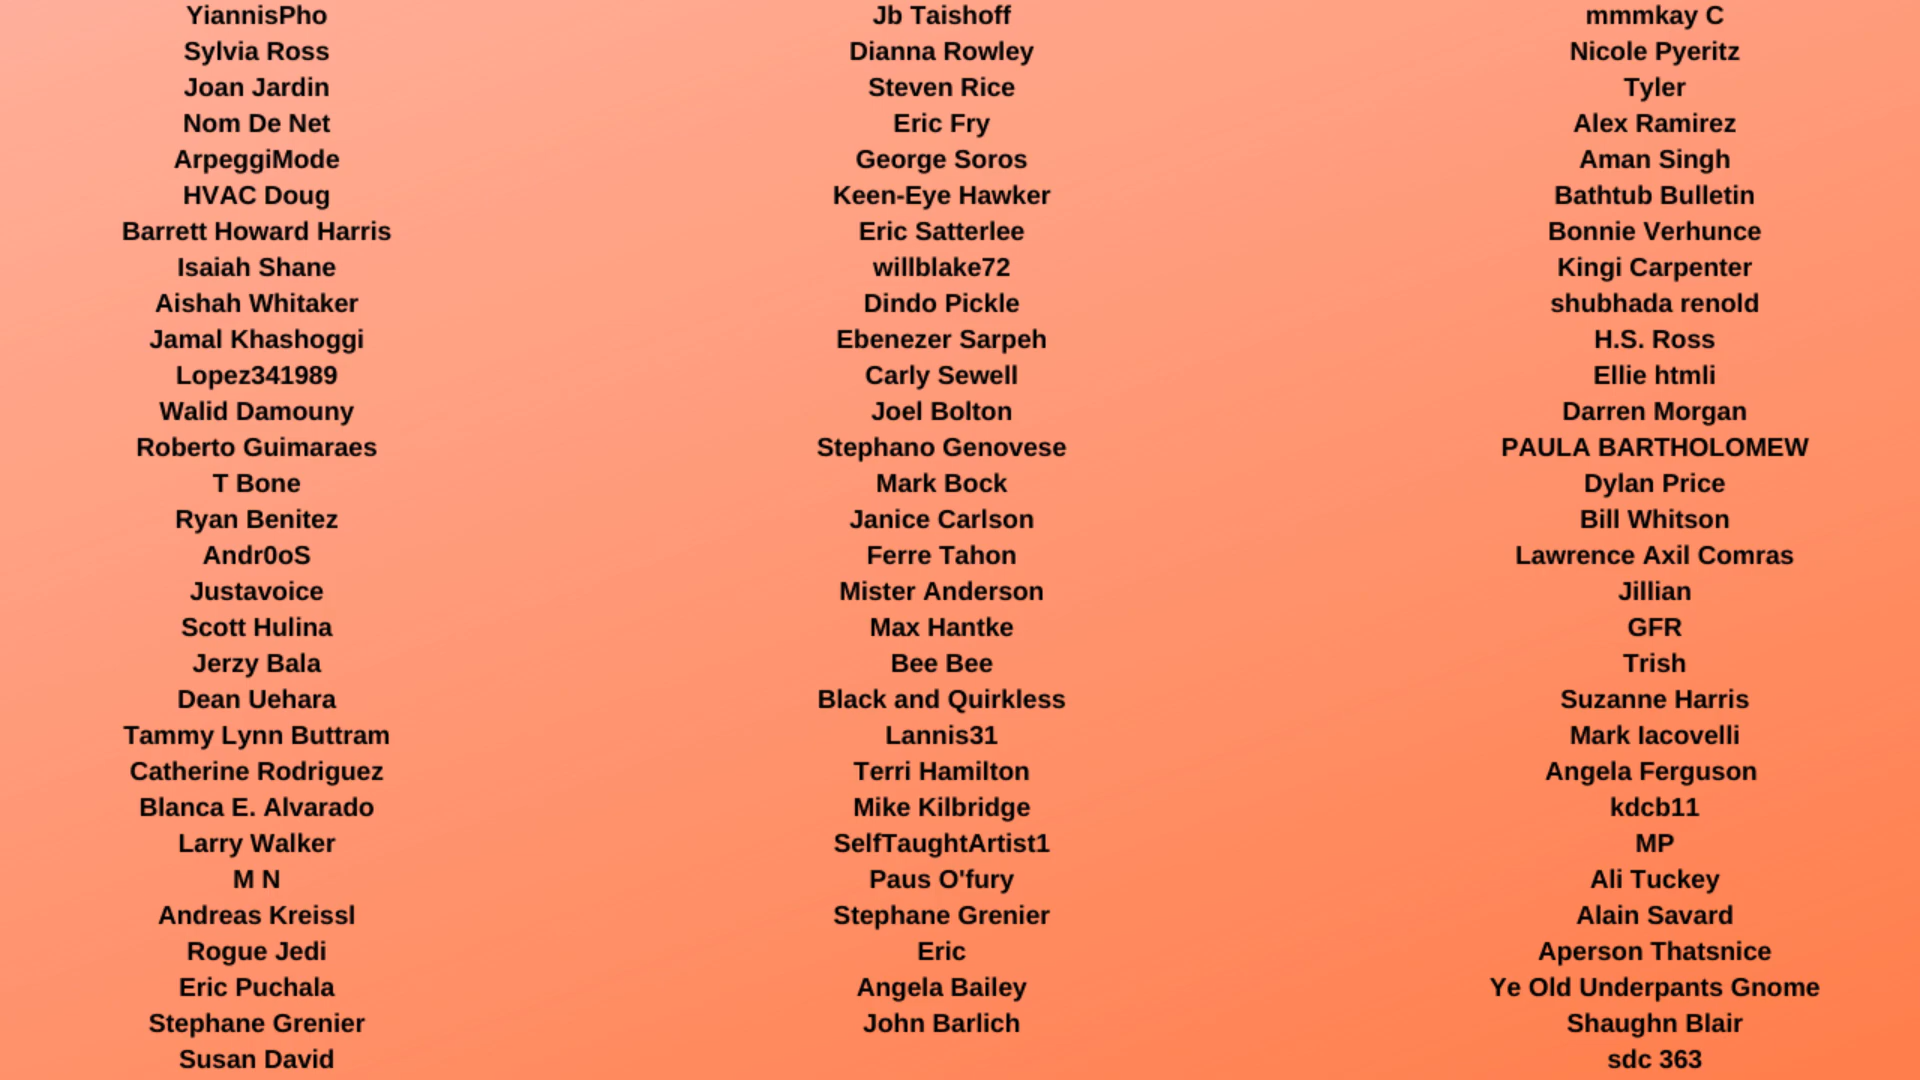 YiannisPho
Sylvia Ross
Joan Jardin
Nom De Net
ArpeggiMode
HVAC Doug
Barrett Howard Harris
Isaiah Shane
Aishah Whitaker
Jamal Khashoggi
Lopez341989
Walid Damouny
Roberto Guimaraes
T Bone
Ryan Benitez
Andr0oS
Justavoice
Scott Hulina
Jerzy Bala
Dean Uehara
Tammy Lynn Buttram
Catherine Rodriguez
Blanca E. Alvarado
Larry Walker
M N
Andreas Kreissl
Rogue Jedi
Eric Puchala
Stephane Grenier
Susan David
Jb Taishoff
Dianna Rowley
Steven Rice
Eric Fry
George Soros
Keen-Eye Hawker
Eric Satterlee
willblake72
Dindo Pickle
Ebenezer Sarpeh
Carly Sewell
Joel Bolton
Stephano Genovese
Mark Bock
Janice Carlson
Ferre Tahon
Mister Anderson
Max Hantke
Bee Bee
Black and Quirkless
Lannis31
Terri Hamilton
Mike Kilbridge
SelfTaughtArtist1
Paus O'fury
Stephane Grenier
Eric
Angela Bailey
John Barlich
mmmkay C
Nicole Pyeritz
Tyler
Alex Ramirez
Aman Singh
Bathtub Bulletin
Bonnie Verhunce
Kingi Carpenter
shubhada renold
H.S. Ross
Ellie htmli
Darren Morgan
PAULA BARTHOLOMEW
Dylan Price
Bill Whitson
Lawrence Axil Comras
Jillian
GFR
Trish
Suzanne Harris
Mark Iacovelli
Angela Ferguson
kdcb11
MP
Ali Tuckey
Alain Savard
Aperson Thatsnice
Ye Old Underpants Gnome
Shaughn Blair
sdc 363